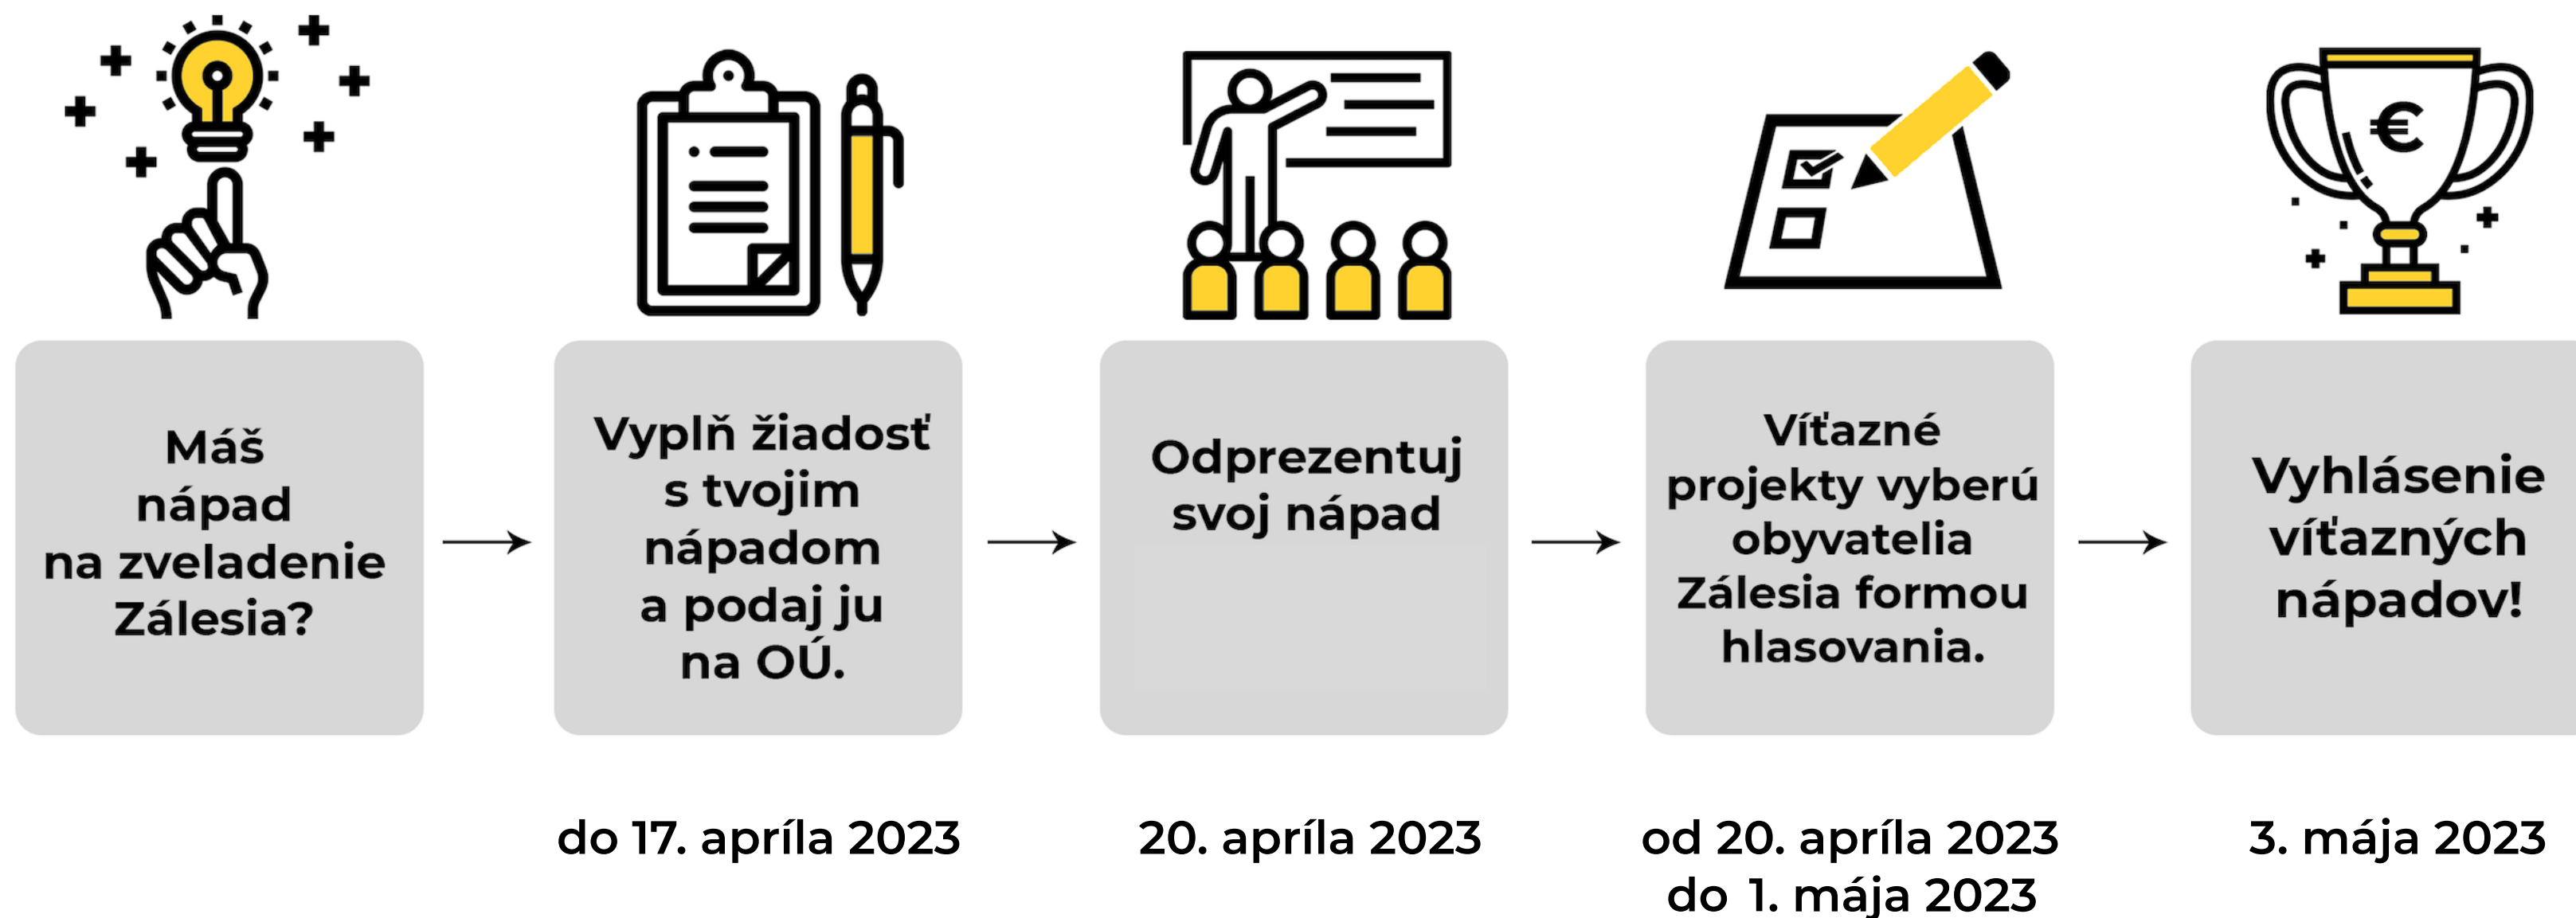 €
Máš
nápad
na zveladenie
Zálesia?
Vyplň žiadosť
s tvojim
nápadom
a podaj ju
na OÚ.
do 17. apríla 2023
Odprezentuj
svoj nápad
20. apríla 2023
Víťazné
projekty vyberú
obyvatelia
Zálesia formou
hlasovania.
od 20. apríla 2023
do 1. mája 2023
Vyhlásenie
víťazných
nápadov!
3. mája 2023